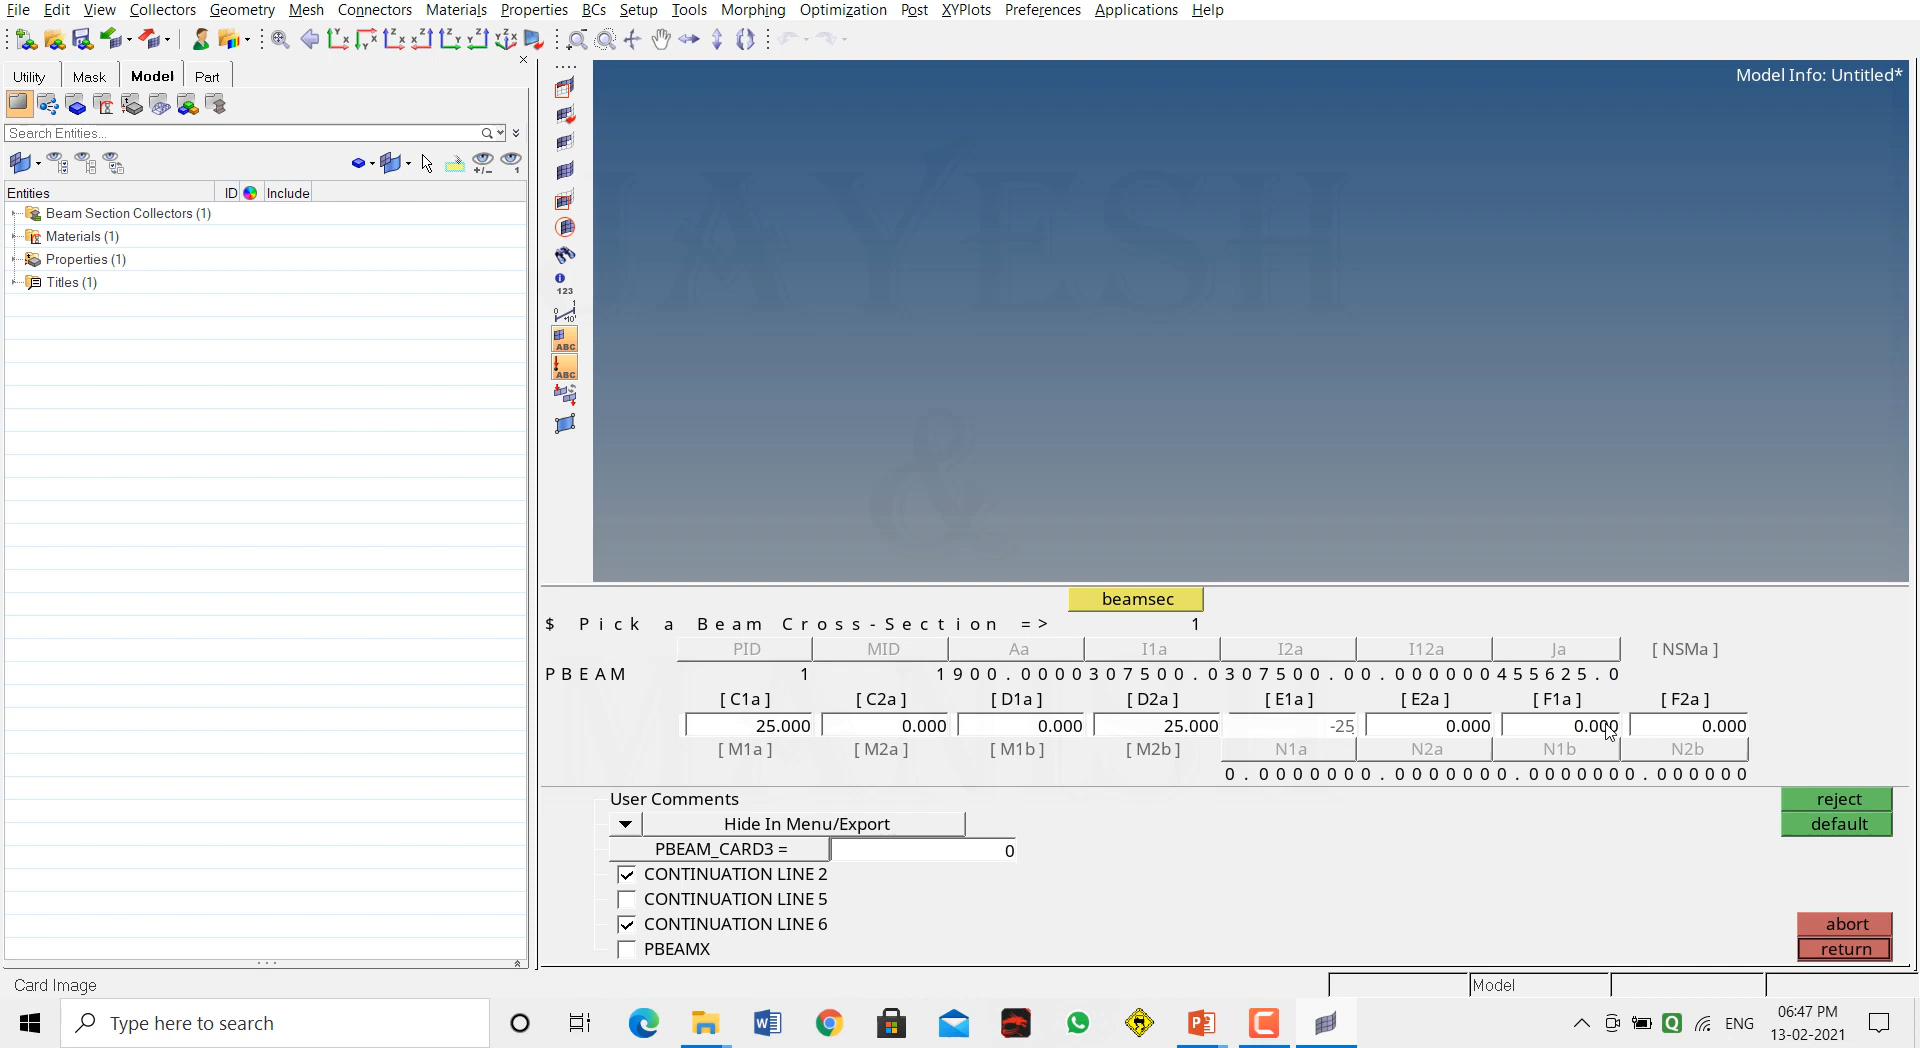 File Edit View Collectors Geometry Mesh Connectors Materials Properties BCs Setup Tools Morphing Optimization Post XYPlots Preferences Applications Help
Utility Mask Model Part
Model Info: Untitled*
Search Entities...
Entities ID Include
Beam Section Collectors (1)
Materials (1)
Properties (1)
Titles (1)
123
ABC
ABC
JAYESH
&
beamsec
$ Pick a Beam Cross-Section => 1
PID MID Aa I1a I2a I12a Ja [ NSMa ]
PBEAM 1 1900.0000307500.0307500.00.000000455625.0
[ C1a ] [ C2a ] [ D1a ] [ D2a ] [ E1a ] [ E2a ] [ F1a ] [ F2a ]
25.000 0.000 0.000 25.000 -25 0.000 0.000 0.000
[ M1a ] [ M2a ] [ M1b ] [ M2b ] N1a N2a N1b N2b
0.0000000.0000000.0000000.000000
User Comments
Hide In Menu/Export
PBEAM_CARD3 = 0
CONTINUATION LINE 2
CONTINUATION LINE 5
CONTINUATION LINE 6
PBEAMX
reject
default
abort
return
Card Image
Model
Type here to search
ENG
06:47 PM
13-02-2021